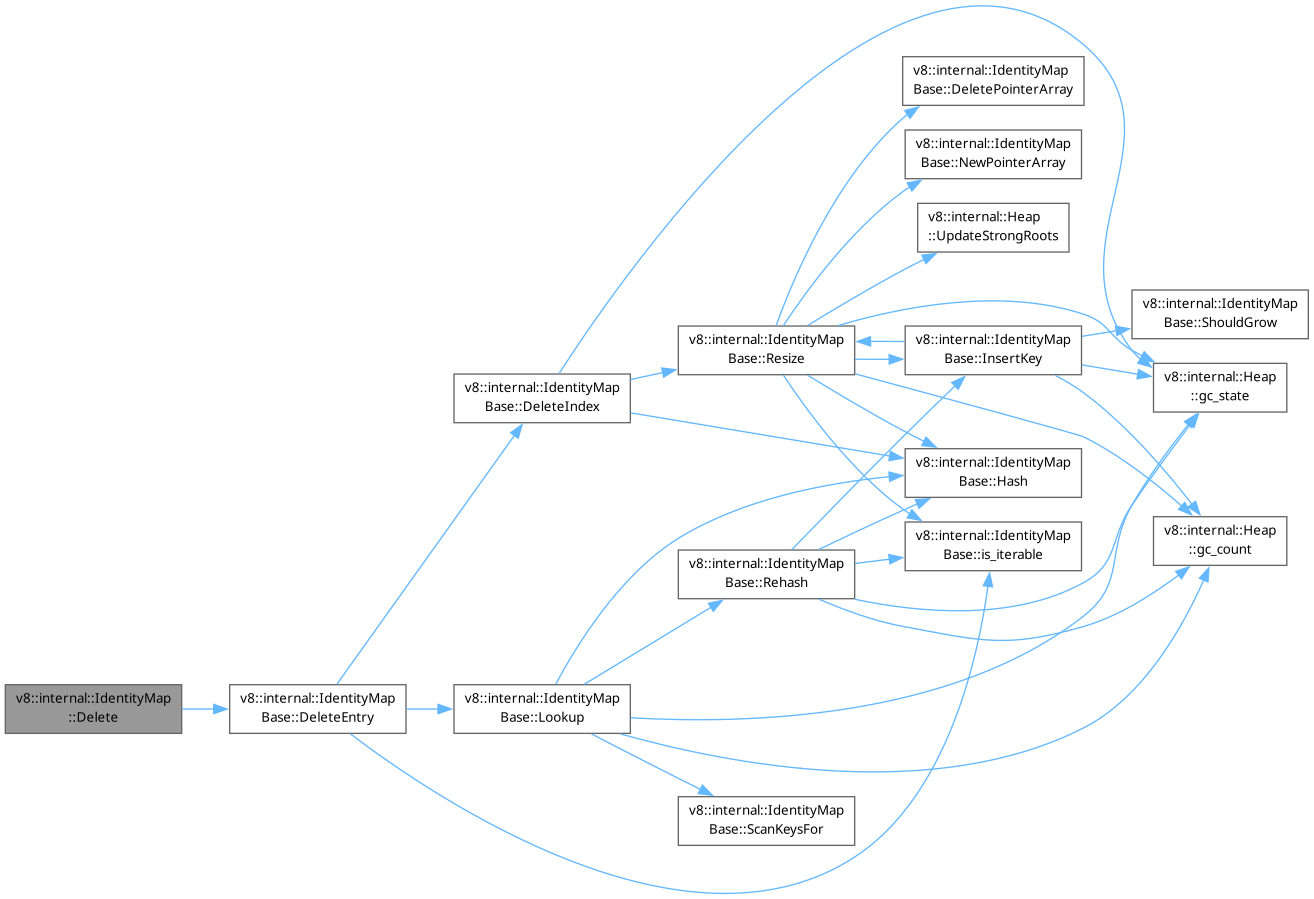 v8::internal::IdentityMap
Base::DeletePointerArray
v8::internal::IdentityMap
Base::NewPointerArray
v8::internal::Heap
::UpdateStrongRoots
v8::internal::IdentityMap
Base::ShouldGrow
v8::internal::IdentityMap
Base::Resize
v8::internal::IdentityMap
Base::InsertKey
v8::internal::Heap
::gc_state
v8::internal::IdentityMap
Base::DeleteIndex
v8::internal::IdentityMap
Base::Hash
v8::internal::IdentityMap
Base::is_iterable
v8::internal::Heap
::gc_count
v8::internal::IdentityMap
Base::Rehash
v8::internal::IdentityMap
::Delete
v8::internal::IdentityMap
Base::DeleteEntry
v8::internal::IdentityMap
Base::Lookup
v8::internal::IdentityMap
Base::ScanKeysFor